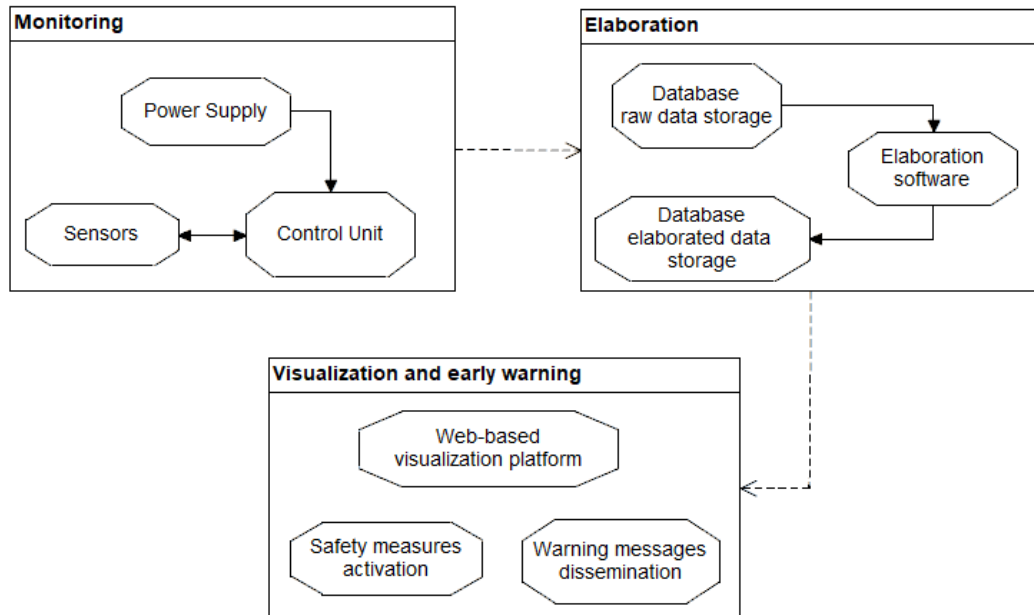 Monitoring
Power Supply
Sensors
Control Unit
Elaboration
Database
raw data storage
Elaboration
software
Database
elaborated data
storage
Visualization and early warning
Web-based
visualization platform
Safety measures
activation
Warning messages
dissemination